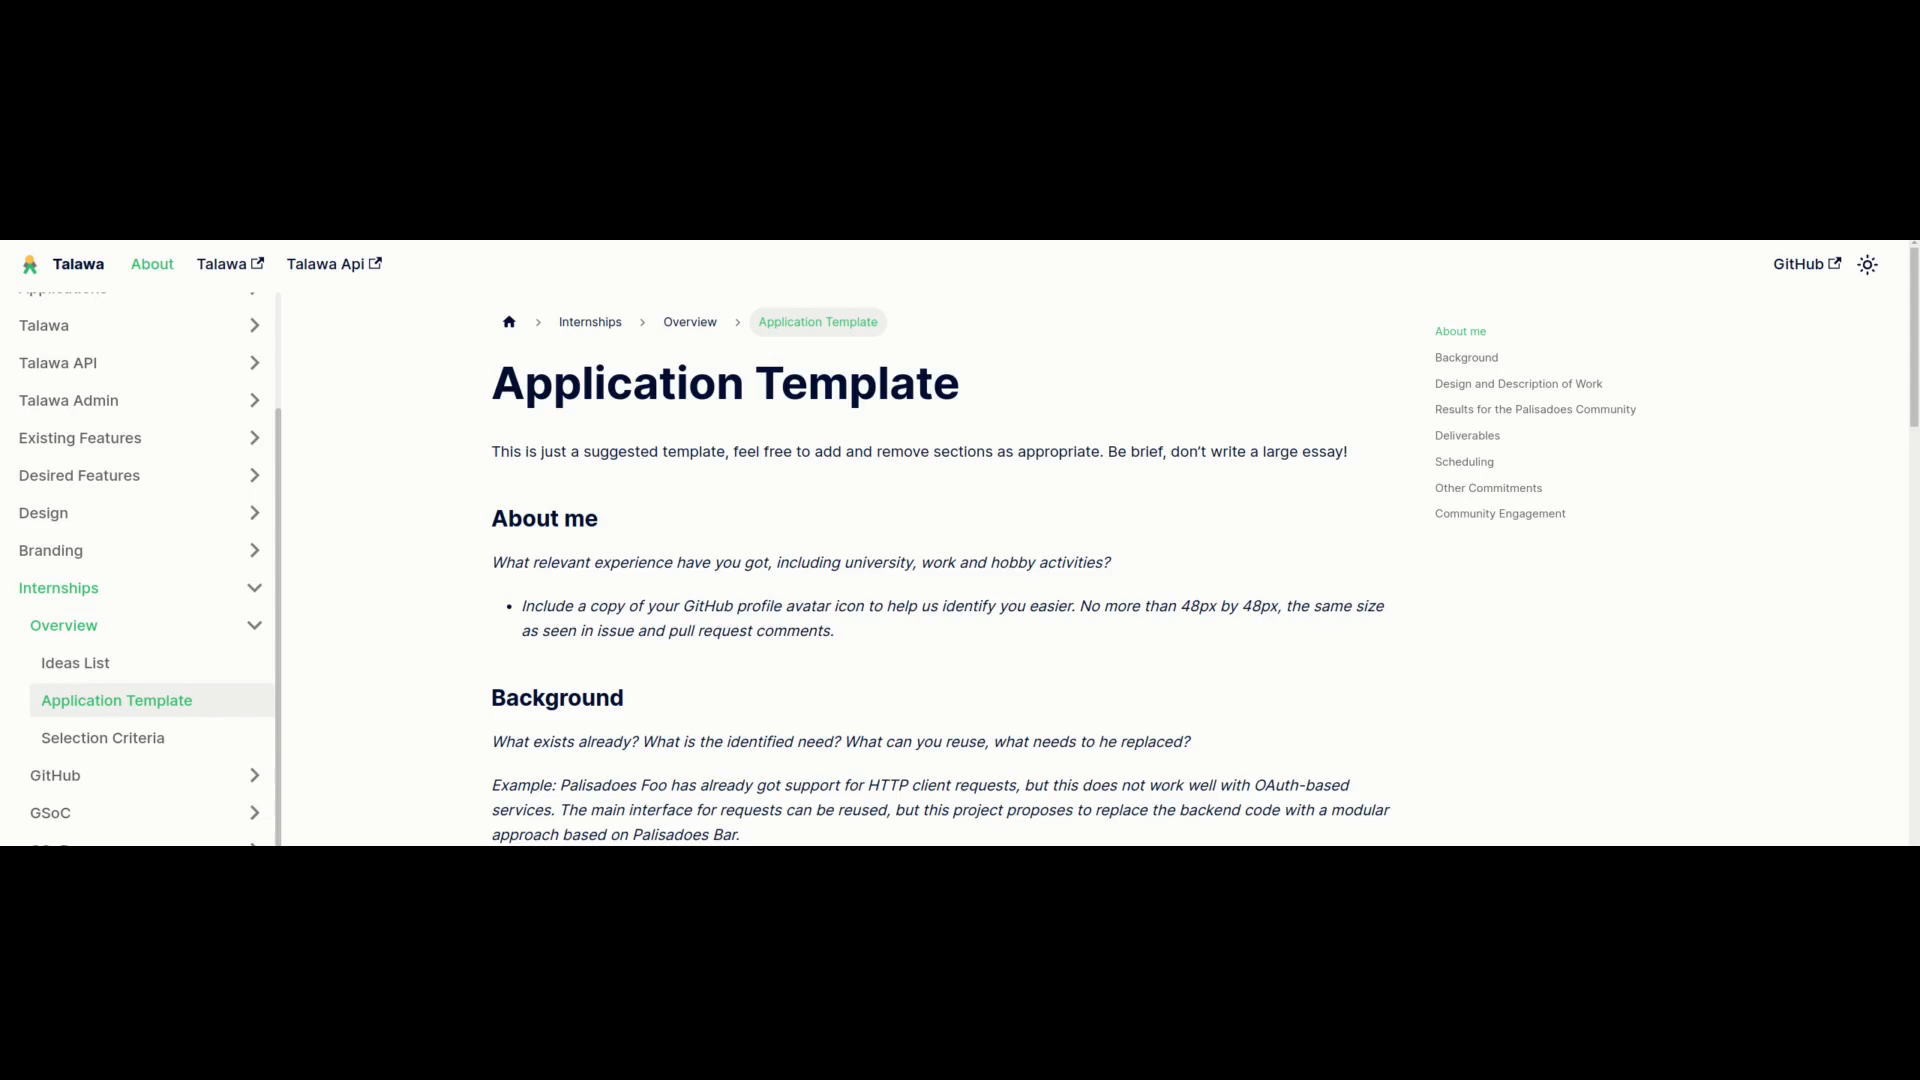 Talawa About Talawa Talawa Api GitHub
Talawa
Talawa API
Talawa Admin
Existing Features
Desired Features
Design
Branding
Internships
Overview
Ideas List
Application Template
Selection Criteria
GitHub
GSoC
Internships Overview Application Template
Application Template
This is just a suggested template, feel free to add and remove sections as appropriate. Be brief, don’t write a large essay!
About me
What relevant experience have you got, including university, work and hobby activities?
• Include a copy of your GitHub profile avatar icon to help us identify you easier. No more than 48px by 48px, the same size
as seen in issue and pull request comments.
Background
What exists already? What is the identified need? What can you reuse, what needs to he replaced?
Example: Palisadoes Foo has already got support for HTTP client requests, but this does not work well with OAuth-based
services. The main interface for requests can be reused, but this project proposes to replace the backend code with a modular
approach based on Palisadoes Bar.
About me
Background
Design and Description of Work
Results for the Palisadoes Community
Deliverables
Scheduling
Other Commitments
Community Engagement